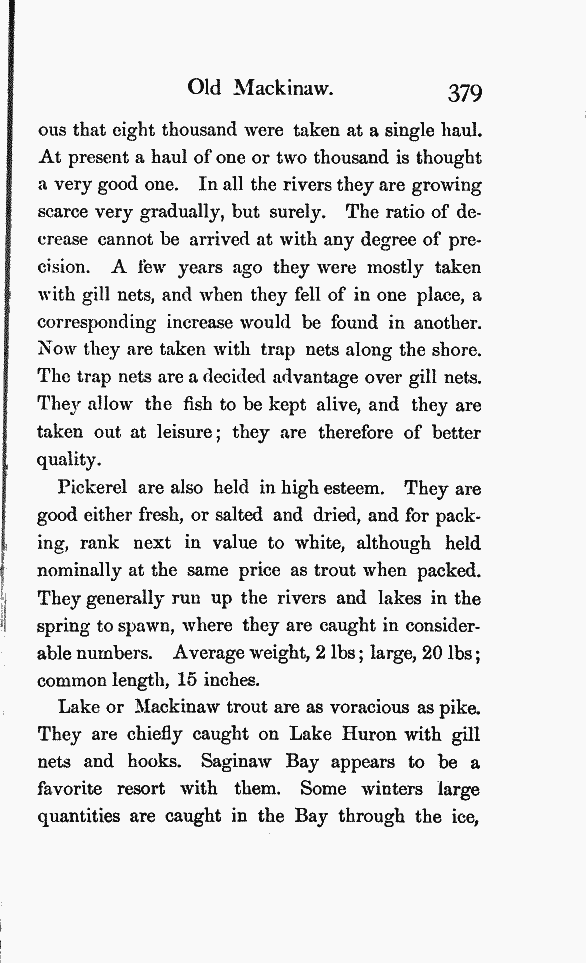 Old Mackinaw. 379
ous that eight thousand were taken at a single haul.
At present a haul of one or two thousand is thought
a very good one. In all the rivers they are growing
scarce very gradually, but surely. The ratio of de-
crease cannot be arrived at with any degree of pre-
cision. A few years ago they were mostly taken
with gill nets, and when they fell of in one place, a
corresponding increase would be found in another.
Now they are taken with trap nets along the shore.
The trap nets are a decided advantage over gill nets.
They allow the fish to be kept alive, and they are
taken out at leisure; they are therefore of better
quality.
Pickerel are also held in high esteem. They are
good either fresh, or salted and dried, and for pack-
ing, rank next in value to white, although held
nominally at the same price as trout when packed.
They generally run up the rivers and lakes in the
spring to spawn, where they are caught in consider-
able numbers. Average weight, 2 lbs; large, 20 lbs;
common length, 15 inches.
Lake or Mackinaw trout are as voracious as pike.
They are chiefly caught on Lake Huron with gill
nets and hooks. Saginaw Bay appears to be a
favorite resort with them. Some winters large
quantities are caught in the Bay through the ice,